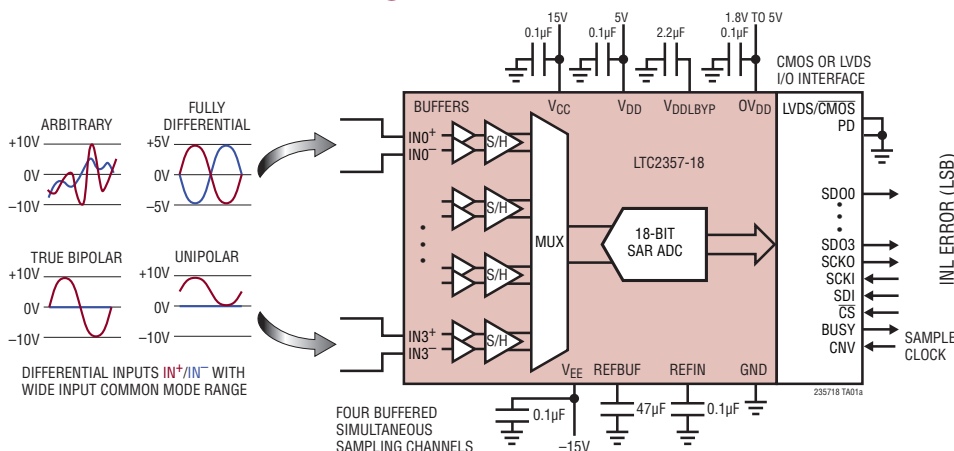 15V
5V
1.8V TO 5V
0.1µF
0.1µF
2.2µF
0.1µF
CMOS OR LVDS
I/O INTERFACE
ARBITRARY
FULLY
DIFFERENTIAL
+10V
0V
–10V
+5V
0V
–5V
TRUE BIPOLAR
UNIPOLAR
+10V
0V
–10V
+10V
0V
–10V
DIFFERENTIAL INPUTS IN+/IN– WITH
WIDE INPUT COMMON MODE RANGE
BUFFERS
VCC
VDD
VDDLBYP
OVDD
LTC2357-18
IN0+
IN0–
S/H
S/H
S/H
IN3+
IN3–
S/H
MUX
18-BIT
SAR ADC
LVDS/CMOS
PD
SDO0
SDO3
SCKO
SCKI
SDI
CS
BUSY
CNV
SAMPLE
CLOCK
VEE
REFBUF
REFIN
GND
235718 TA01a
0.1µF
47µF
0.1µF
–15V
FOUR BUFFERED
SIMULTANEOUS
SAMPLING CHANNELS
INL ERROR (LSB)